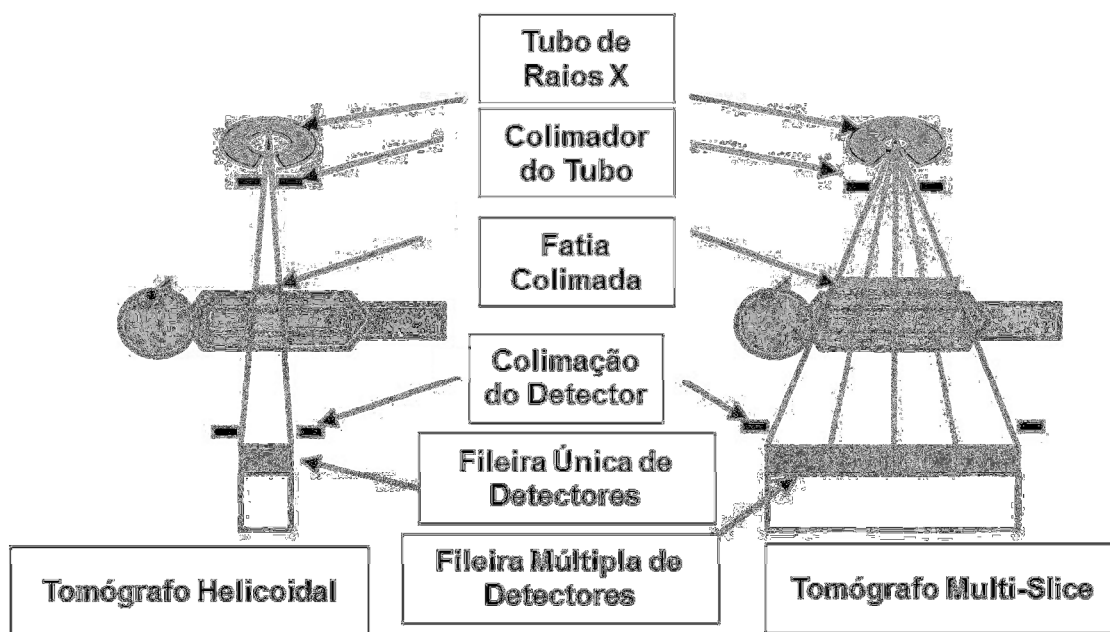 Tubo de
Raios X
Colimador
do Tubo
Fatia
Colimada
Colimação
do Detector
Fileira Única de
Detectores
Fileira Múltipla de
Detectores
Tomógrafo Helicoidal
Tomógrafo Multi-Slice